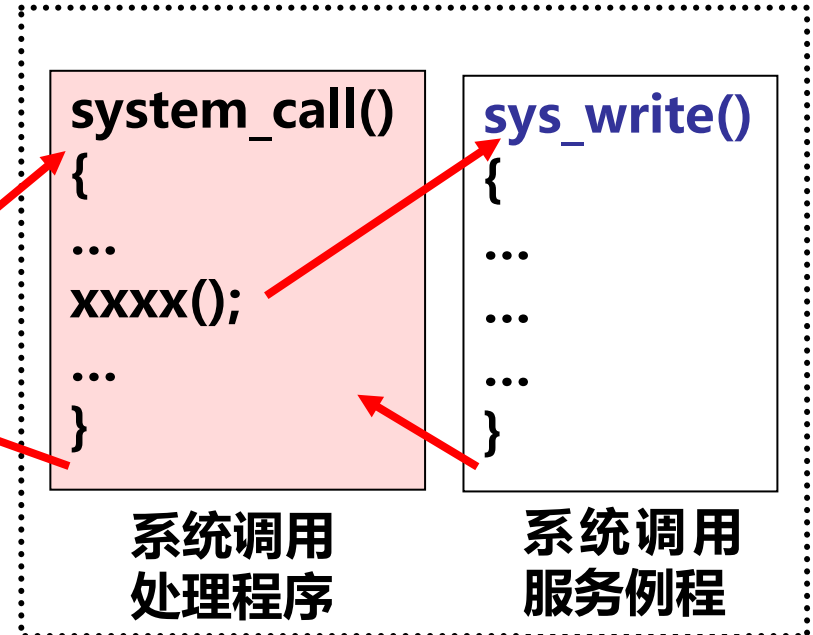 system_call()
{
...
xxxx();
...
}
系统调用
处理程序
sys_write()
{
...
...
...
}
系统调用
服务例程